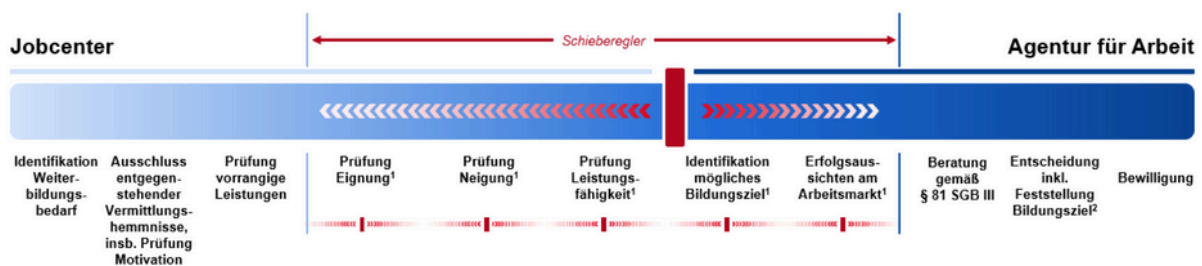 Jobcenter
Schieberegler
Agentur für Arbeit
Identifikation
Weiter-
bildungs-
bedarf
Ausschluss
entgegen-
stehender
Vermittlungs-
hemmnisse,
insb. Prüfung
Motivation
Prüfung
vorrangige
Leistungen
Prüfung
Eignung¹
Prüfung
Neigung¹
Prüfung
Leistungs-
fähigkeit¹
Identifikation
mögliches
Bildungsziel¹
Erfolgsaus-
sichten am
Arbeitsmarkt¹
Beratung
gemäß
§ 81 SGB III
Entscheidung
inkl.
Feststellung
Bildungsziel²
Bewilligung